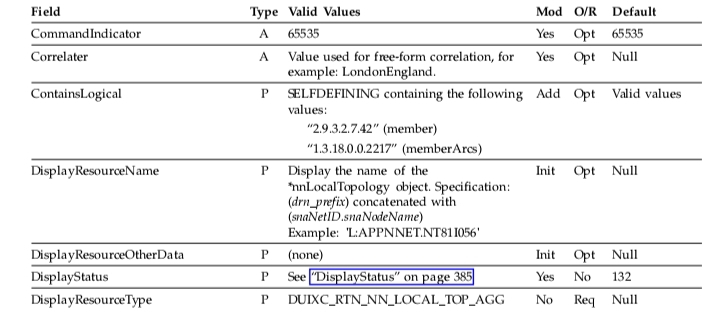 Field Type Valid Values Mod O/R Default
CommandIndicator A 65535 Yes Opt 65535
Correlater A Value used for free-form correlation, for Yes Opt Null
example: LondonEngland.
ContainsLogical P SELFDEFINING containing the following Add Opt Valid values
values:
"2.9.3.2.7.42" (member)
"1.3.18.0.0.2217" (memberArcs)
DisplayResourceName P Display the name of the Init Opt Null
*nnLocalTopology object. Specification:
(drn_prefix) concatenated with
(snaNetID.snaNodeName)
Example: 'L:APPNNET.NT81I056'
DisplayResourceOtherData P (none) Init Opt Null
DisplayStatus P See "DisplayStatus" on page 385 Yes No 132
DisplayResourceType P DUIXC_RTN_NN_LOCAL_TOP_AGG No Req Null